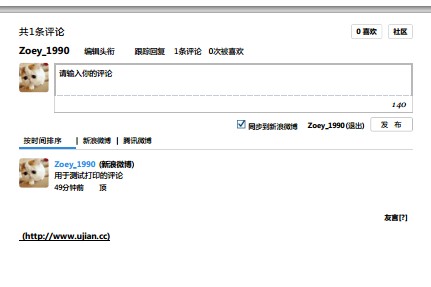 共1条评论 0 喜欢 社区
Zoey_1990 编辑头衔 跟踪回复 1条评论 0次被喜欢
请输入你的评论
140
同步到新浪微博 Zoey_1990(退出) 发 布
按时间排序 | 新浪微博 | 腾讯微博
Zoey_1990 (新浪微博)
用于测试打印的评论
49分钟前 顶
友言[?]
(http://www.ujian.cc)